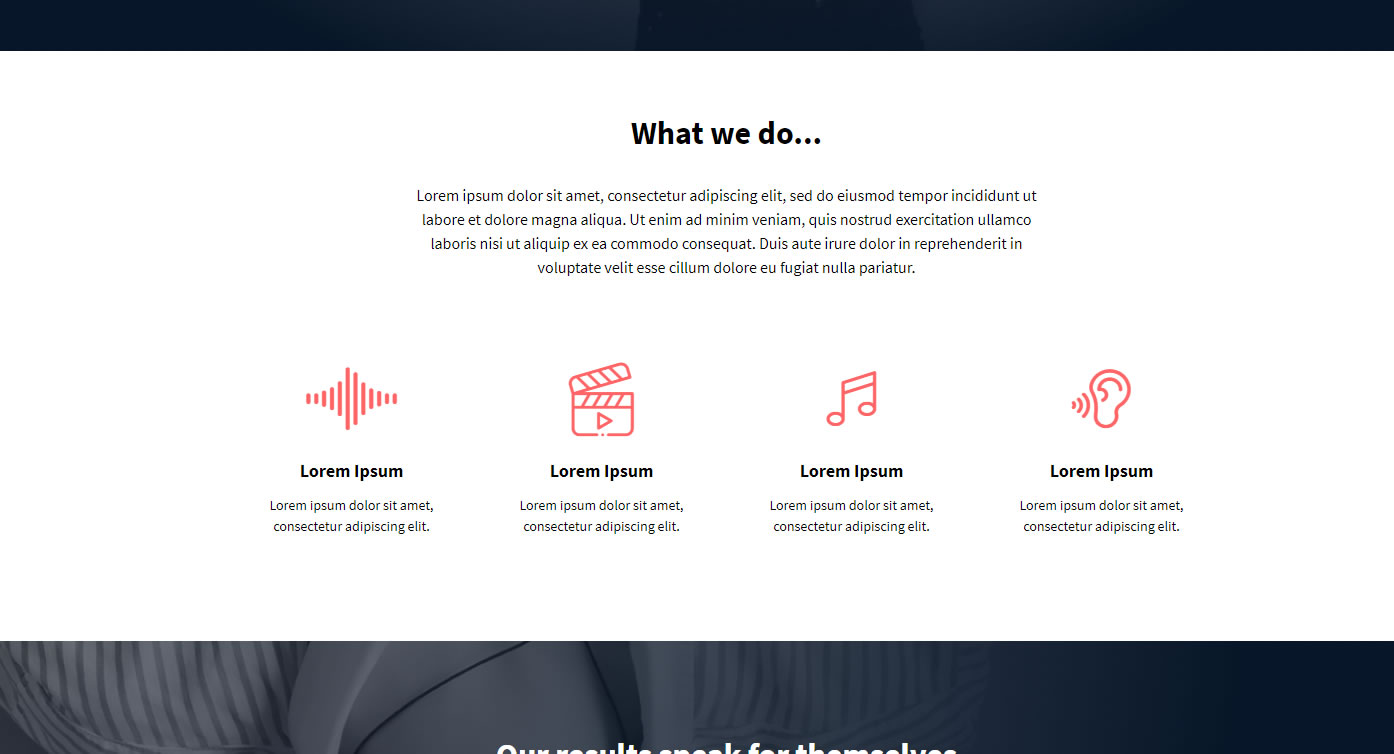 What we do...
Lorem ipsum dolor sit amet, consectetur adipiscing elit, sed do eiusmod tempor incididunt ut
labore et dolore magna aliqua. Ut enim ad minim veniam, quis nostrud exercitation ullamco
laboris nisi ut aliquip ex ea commodo consequat. Duis aute irure dolor in reprehenderit in
voluptate velit esse cillum dolore eu fugiat nulla pariatur.
Lorem Ipsum
Lorem ipsum dolor sit amet,
consectetur adipiscing elit.
Lorem Ipsum
Lorem ipsum dolor sit amet,
consectetur adipiscing elit.
Lorem Ipsum
Lorem ipsum dolor sit amet,
consectetur adipiscing elit.
Lorem Ipsum
Lorem ipsum dolor sit amet,
consectetur adipiscing elit.
Our results speak for themselves